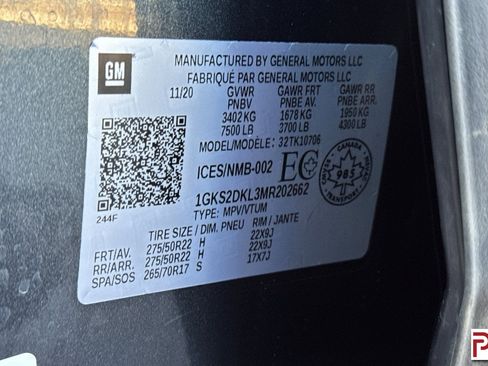 GM
MANUFACTURED BY GENERAL MOTORS LLC
FABRIQUÉ PAR GENERAL MOTORS LLC
11/20 GVWR GAWR FRT GAWR RR
PNBV PNBE AV. PNBE ARR.
3402 KG 1678 KG 1950 KG
7500 LB 3700 LB 4300 LB
MODEL/MODÈLE: 32TK10706
ICES/NMB-002 EC
CANADA
985
1GKS2DKL3MR202662
TYPE: MPV/VTUM
244F
TIRE SIZE / DIM. PNEU RIM / JANTE
FRT/AV. 275/50R22 H 22X9J
RR/ARR. 275/50R22 H 22X9J
SPA/SOS 265/70R17 S 17X7J